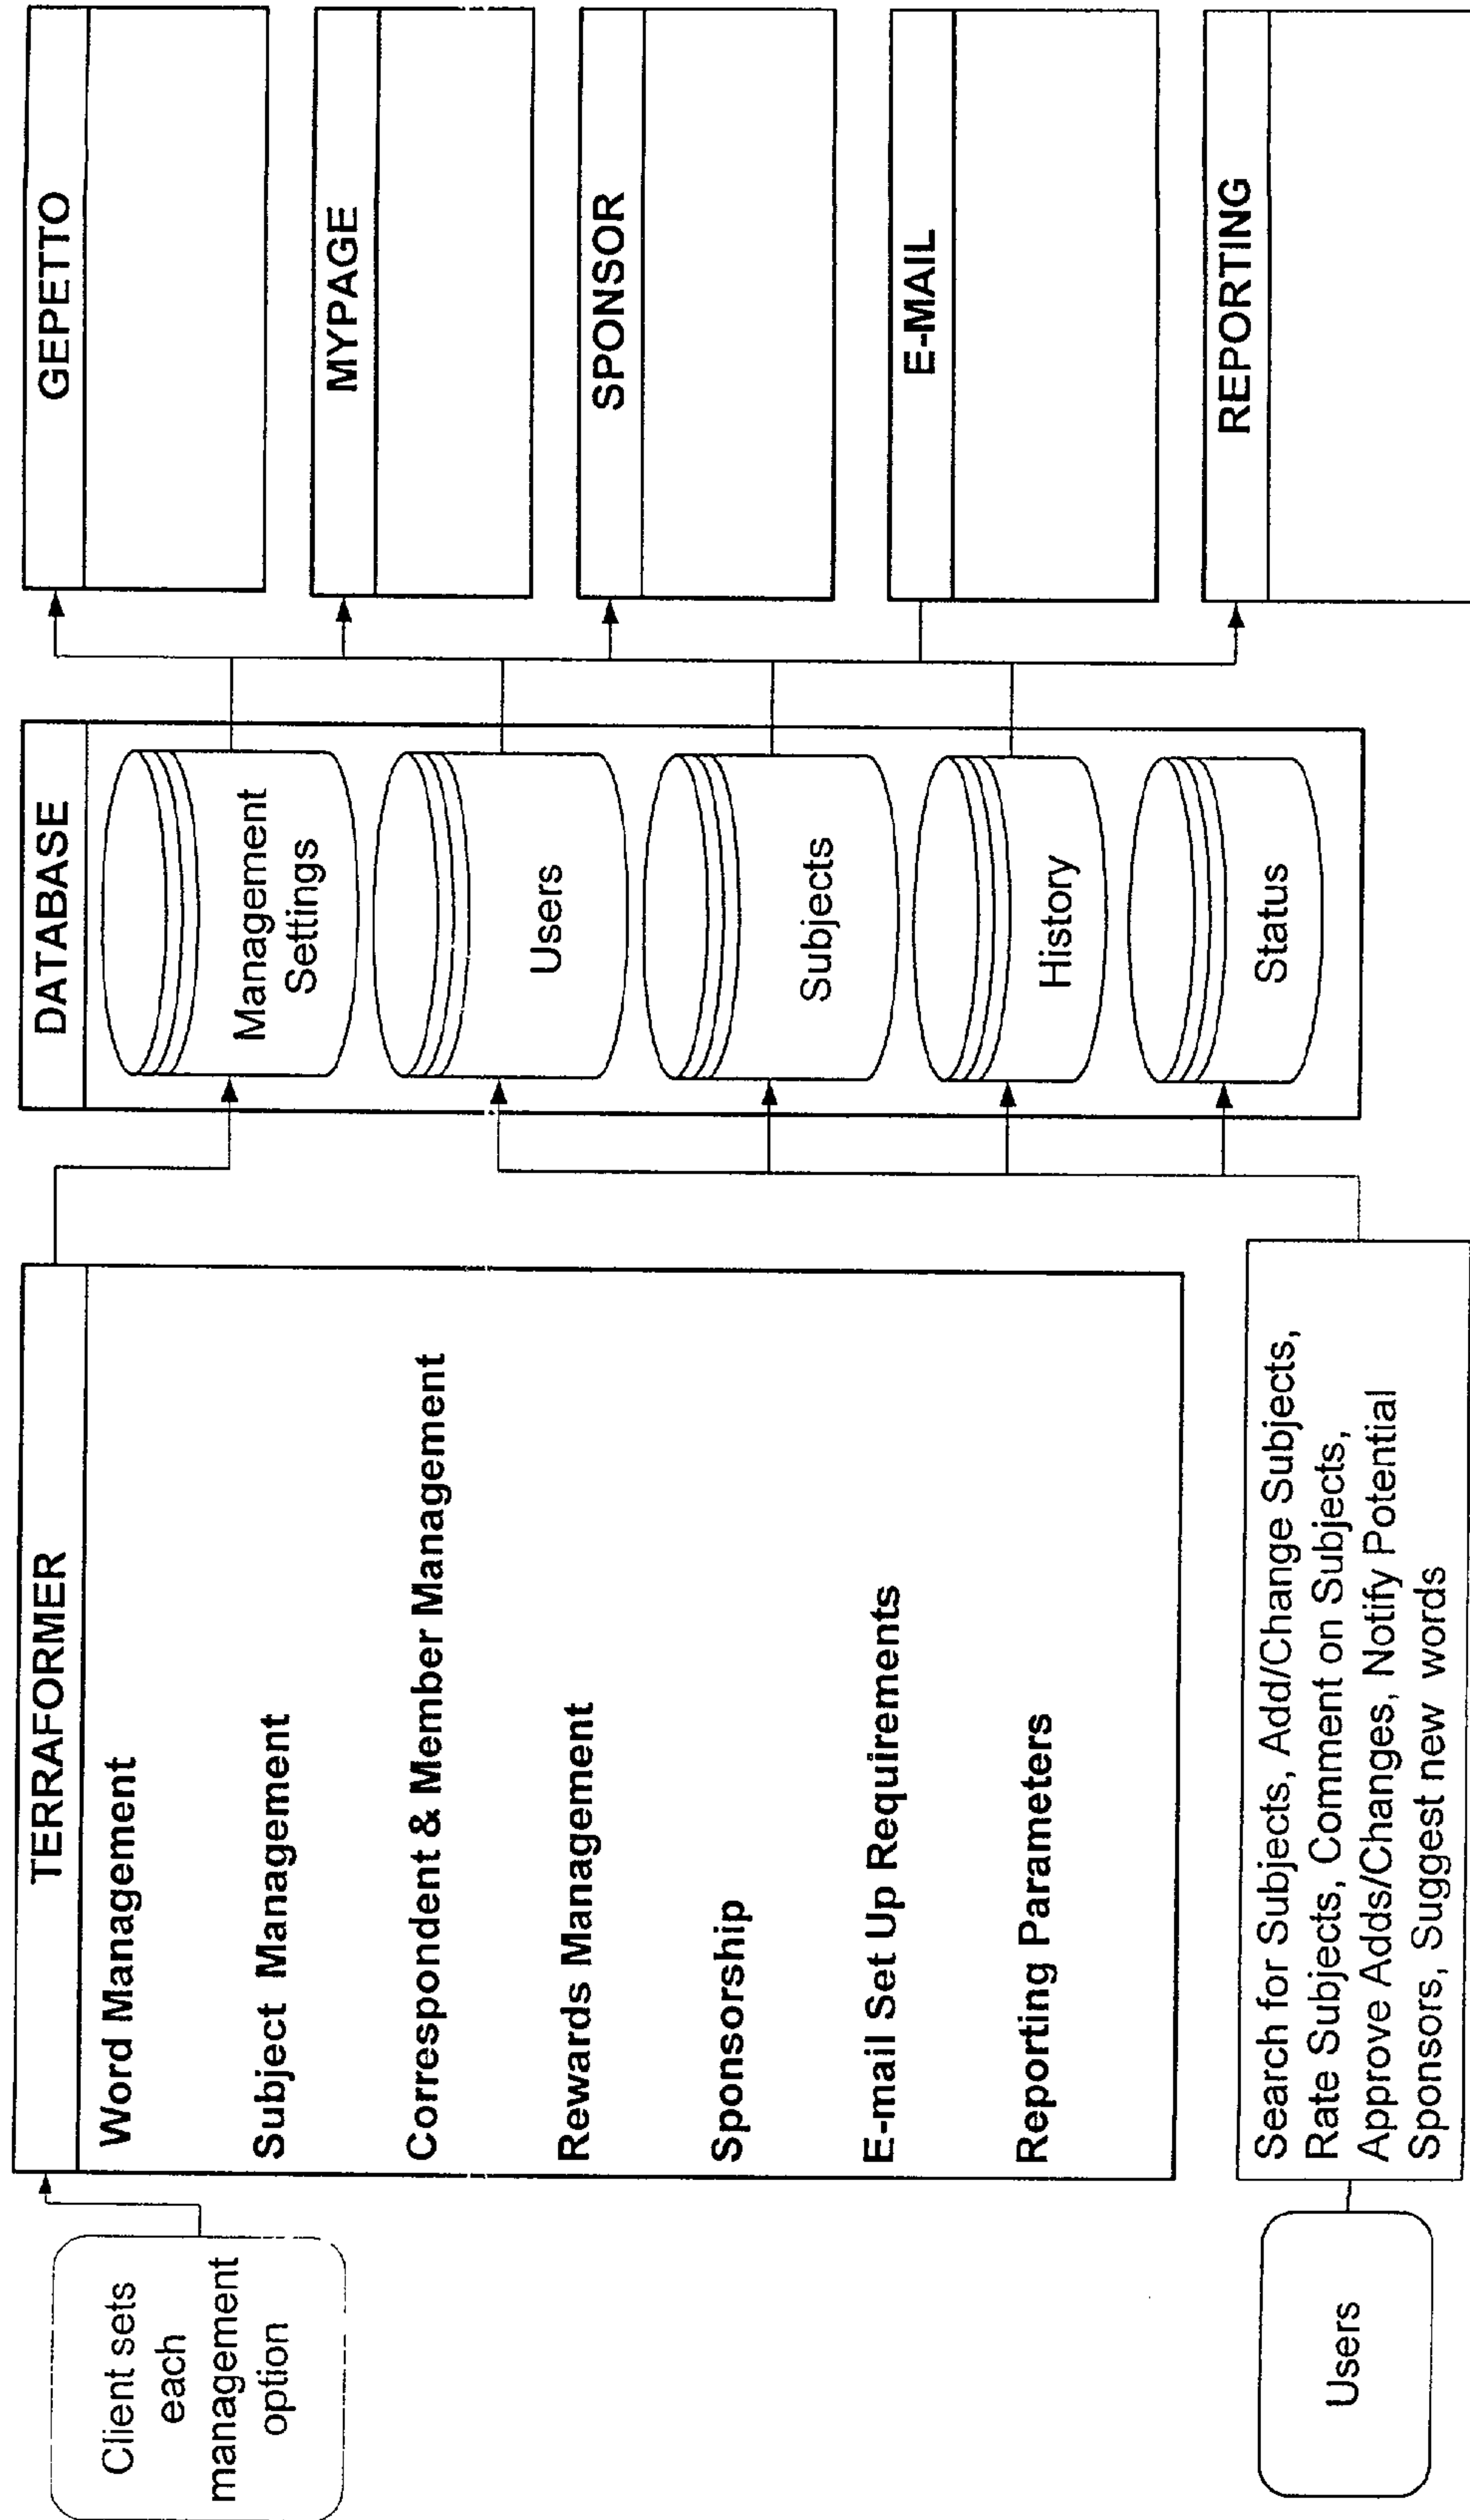 Client sets
each
management
option
TERRAFORMER
Word Management
Subject Management
Correspondent & Member Management
Rewards Management
Sponsorship
E-mail Set Up Requirements
Reporting Parameters
Users
Search for Subjects, Add/Change Subjects,
Rate Subjects, Comment on Subjects,
Approve Adds/Changes, Notify Potential
Sponsors, Suggest new words
DATABASE
Management
Settings
Users
Subjects
History
Status
GEPETTO
MYPAGE
SPONSOR
E-MAIL
REPORTING